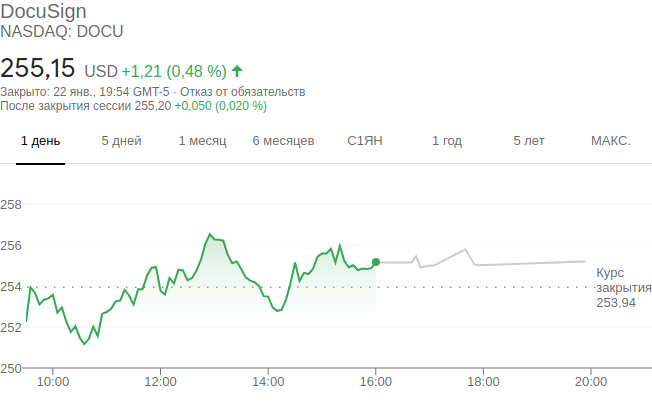 DocuSign
NASDAQ: DOCU
255,15 USD +1,21 (0,48 %)
Закрыто: 22 янв., 19:54 GMT-5 · Отказ от обязательств
После закрытия сессии 255,20 +0,050 (0,020 %)
1 день 5 дней 1 месяц 6 месяцев С1ЯН 1 год 5 лет МАКС.
258
256
254
252
250
Курс
закрытия
253,94
10:00 12:00 14:00 16:00 18:00 20:00